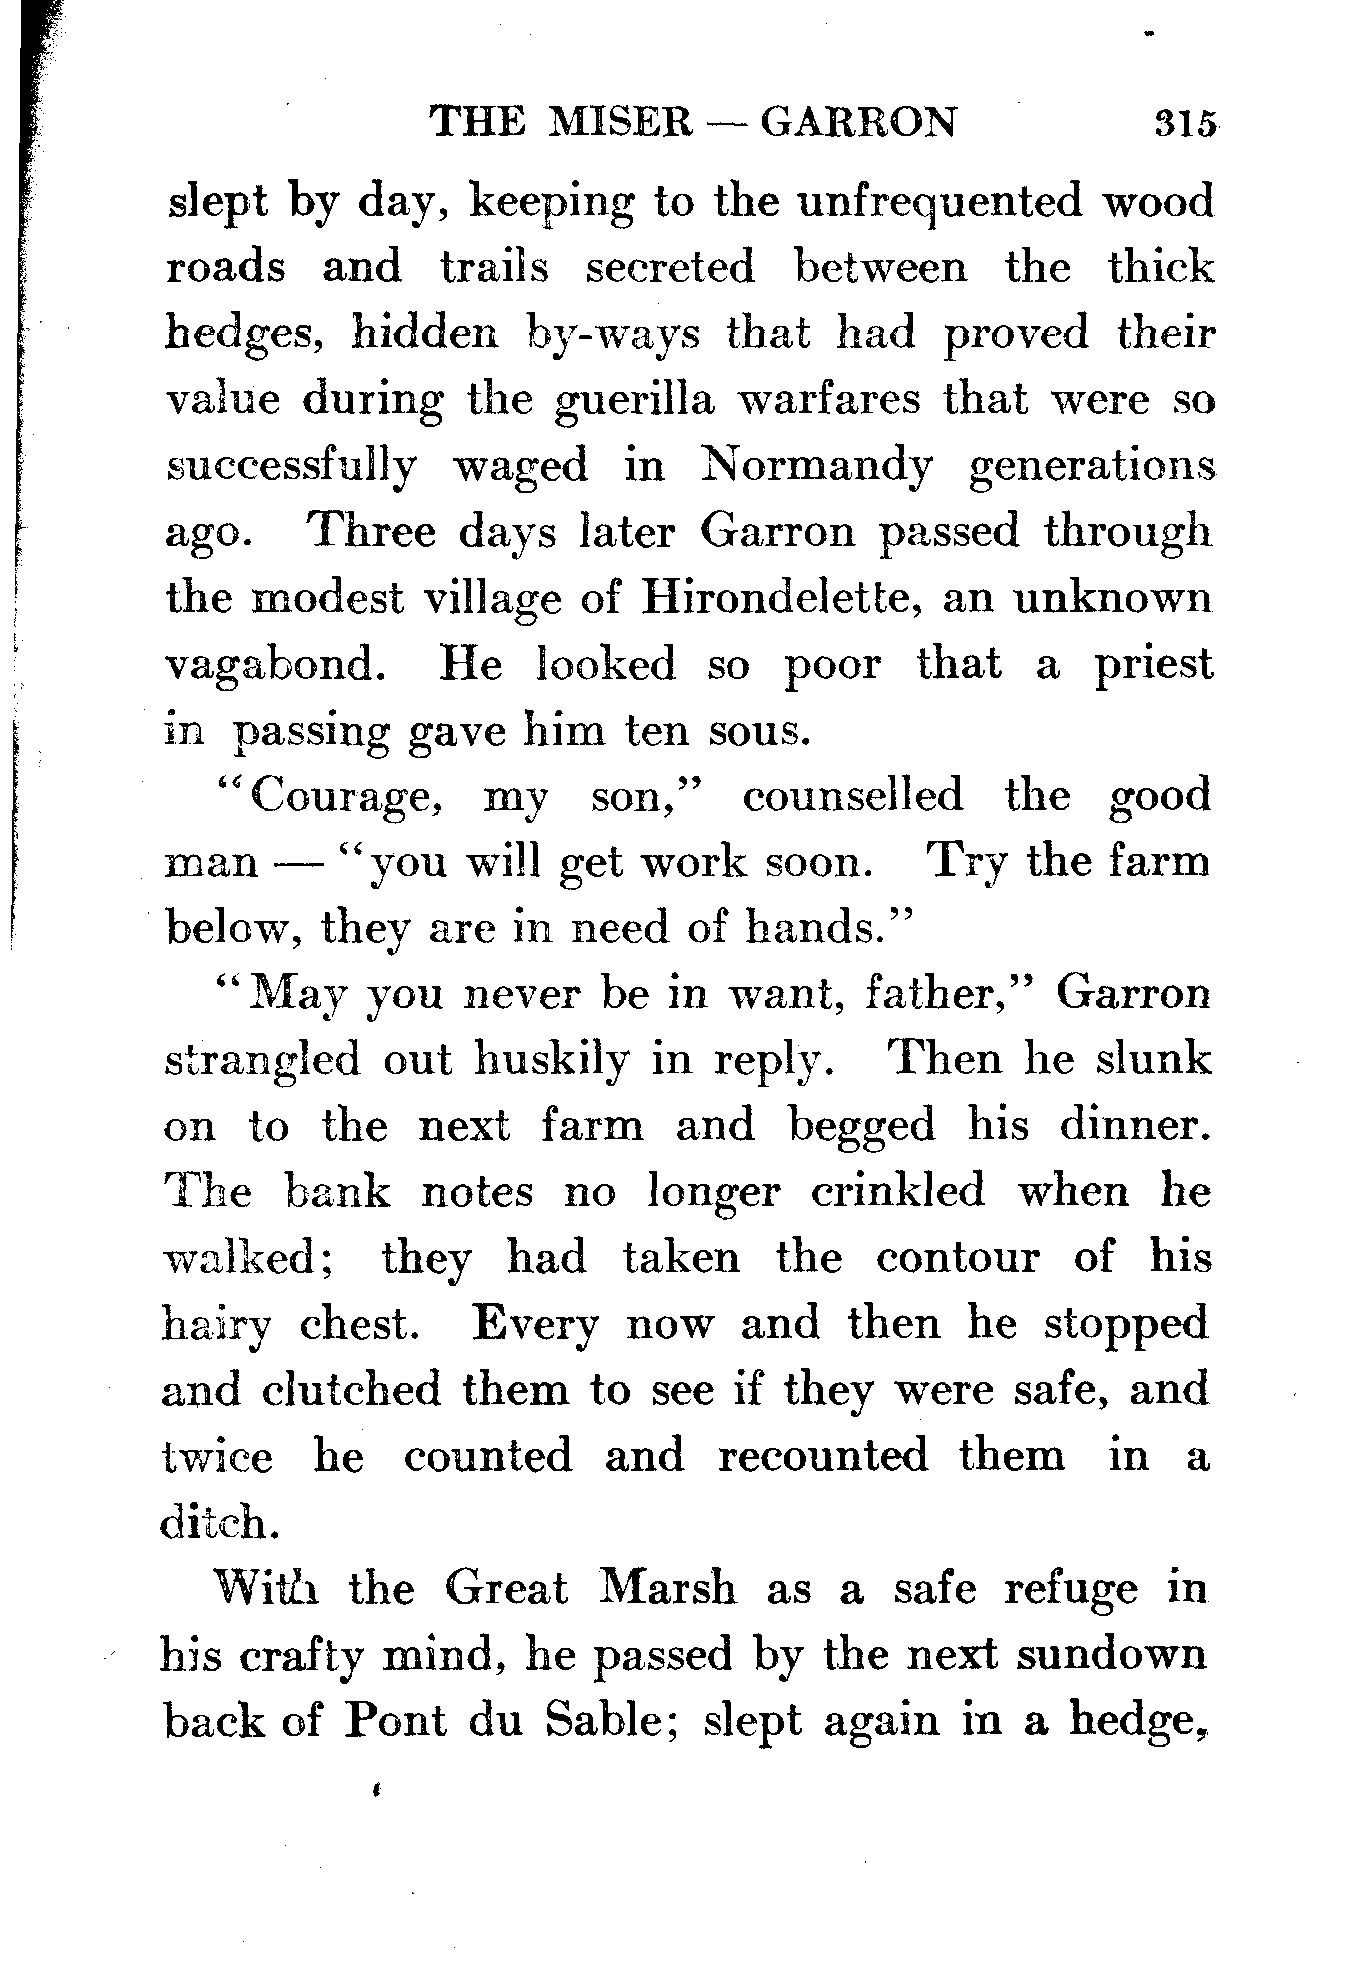 THE MISER — GARRON 315
slept by day, keeping to the unfrequented wood
roads and trails secreted between the thick
hedges, hidden by-ways that had proved their
value during the guerilla warfares that were so
successfully waged in Normandy generations
ago. Three days later Garron passed through
the modest village of Hirondelette, an unknown
vagabond. He looked so poor that a priest
in passing gave him ten sous.
“Courage, my son,” counselled the good
man — “you will get work soon. Try the farm
below, they are in need of hands.”
“May you never be in want, father,” Garron
strangled out huskily in reply. Then he slunk
on to the next farm and begged his dinner.
The bank notes no longer crinkled when he
walked; they had taken the contour of his
hairy chest. Every now and then he stopped
and clutched them to see if they were safe, and
twice he counted and recounted them in a
ditch.
With the Great Marsh as a safe refuge in
his crafty mind, he passed by the next sundown
back of Pont du Sable; slept again in a hedge,